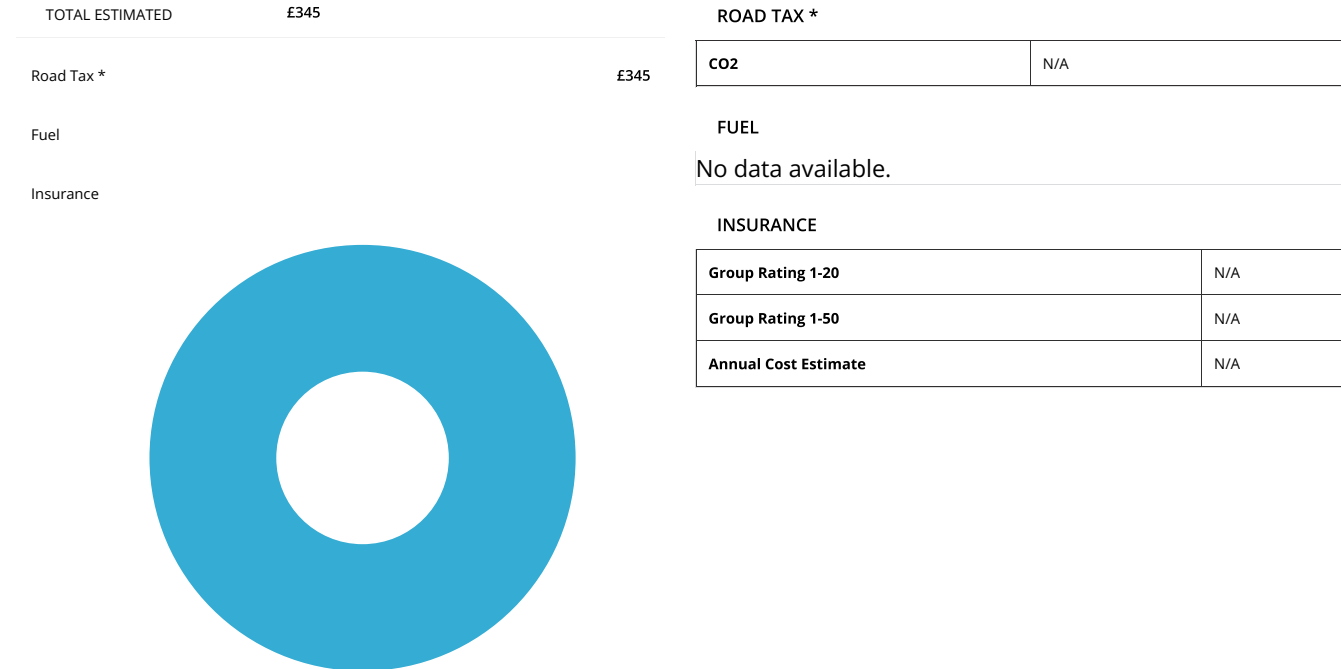 TOTAL ESTIMATED £345
Road Tax * £345
Fuel
Insurance
ROAD TAX *
CO2 N/A
FUEL
No data available.
INSURANCE
Group Rating 1-20 N/A
Group Rating 1-50 N/A
Annual Cost Estimate N/A